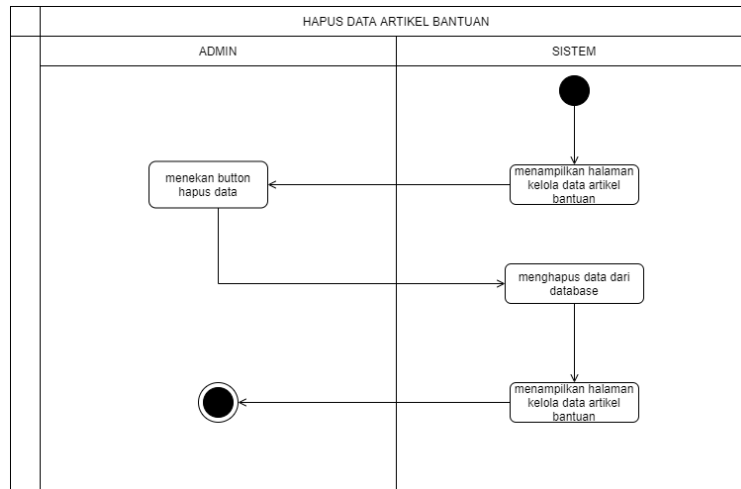 HAPUS DATA ARTIKEL BANTUAN
ADMIN
SISTEM
menampilkan halaman
kelola data artikel
bantuan
menekan button
hapus data
menghapus data dari
database
menampilkan halaman
kelola data artikel
bantuan